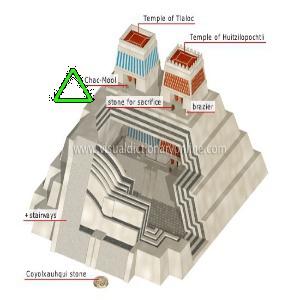 Temple of Tlaloc
Temple of Huitzilopochtli
Chac-Mool
stone for sacrifice
brazier
www.visualdictionaryonline.com
stairways
Coyolxauhqui stone